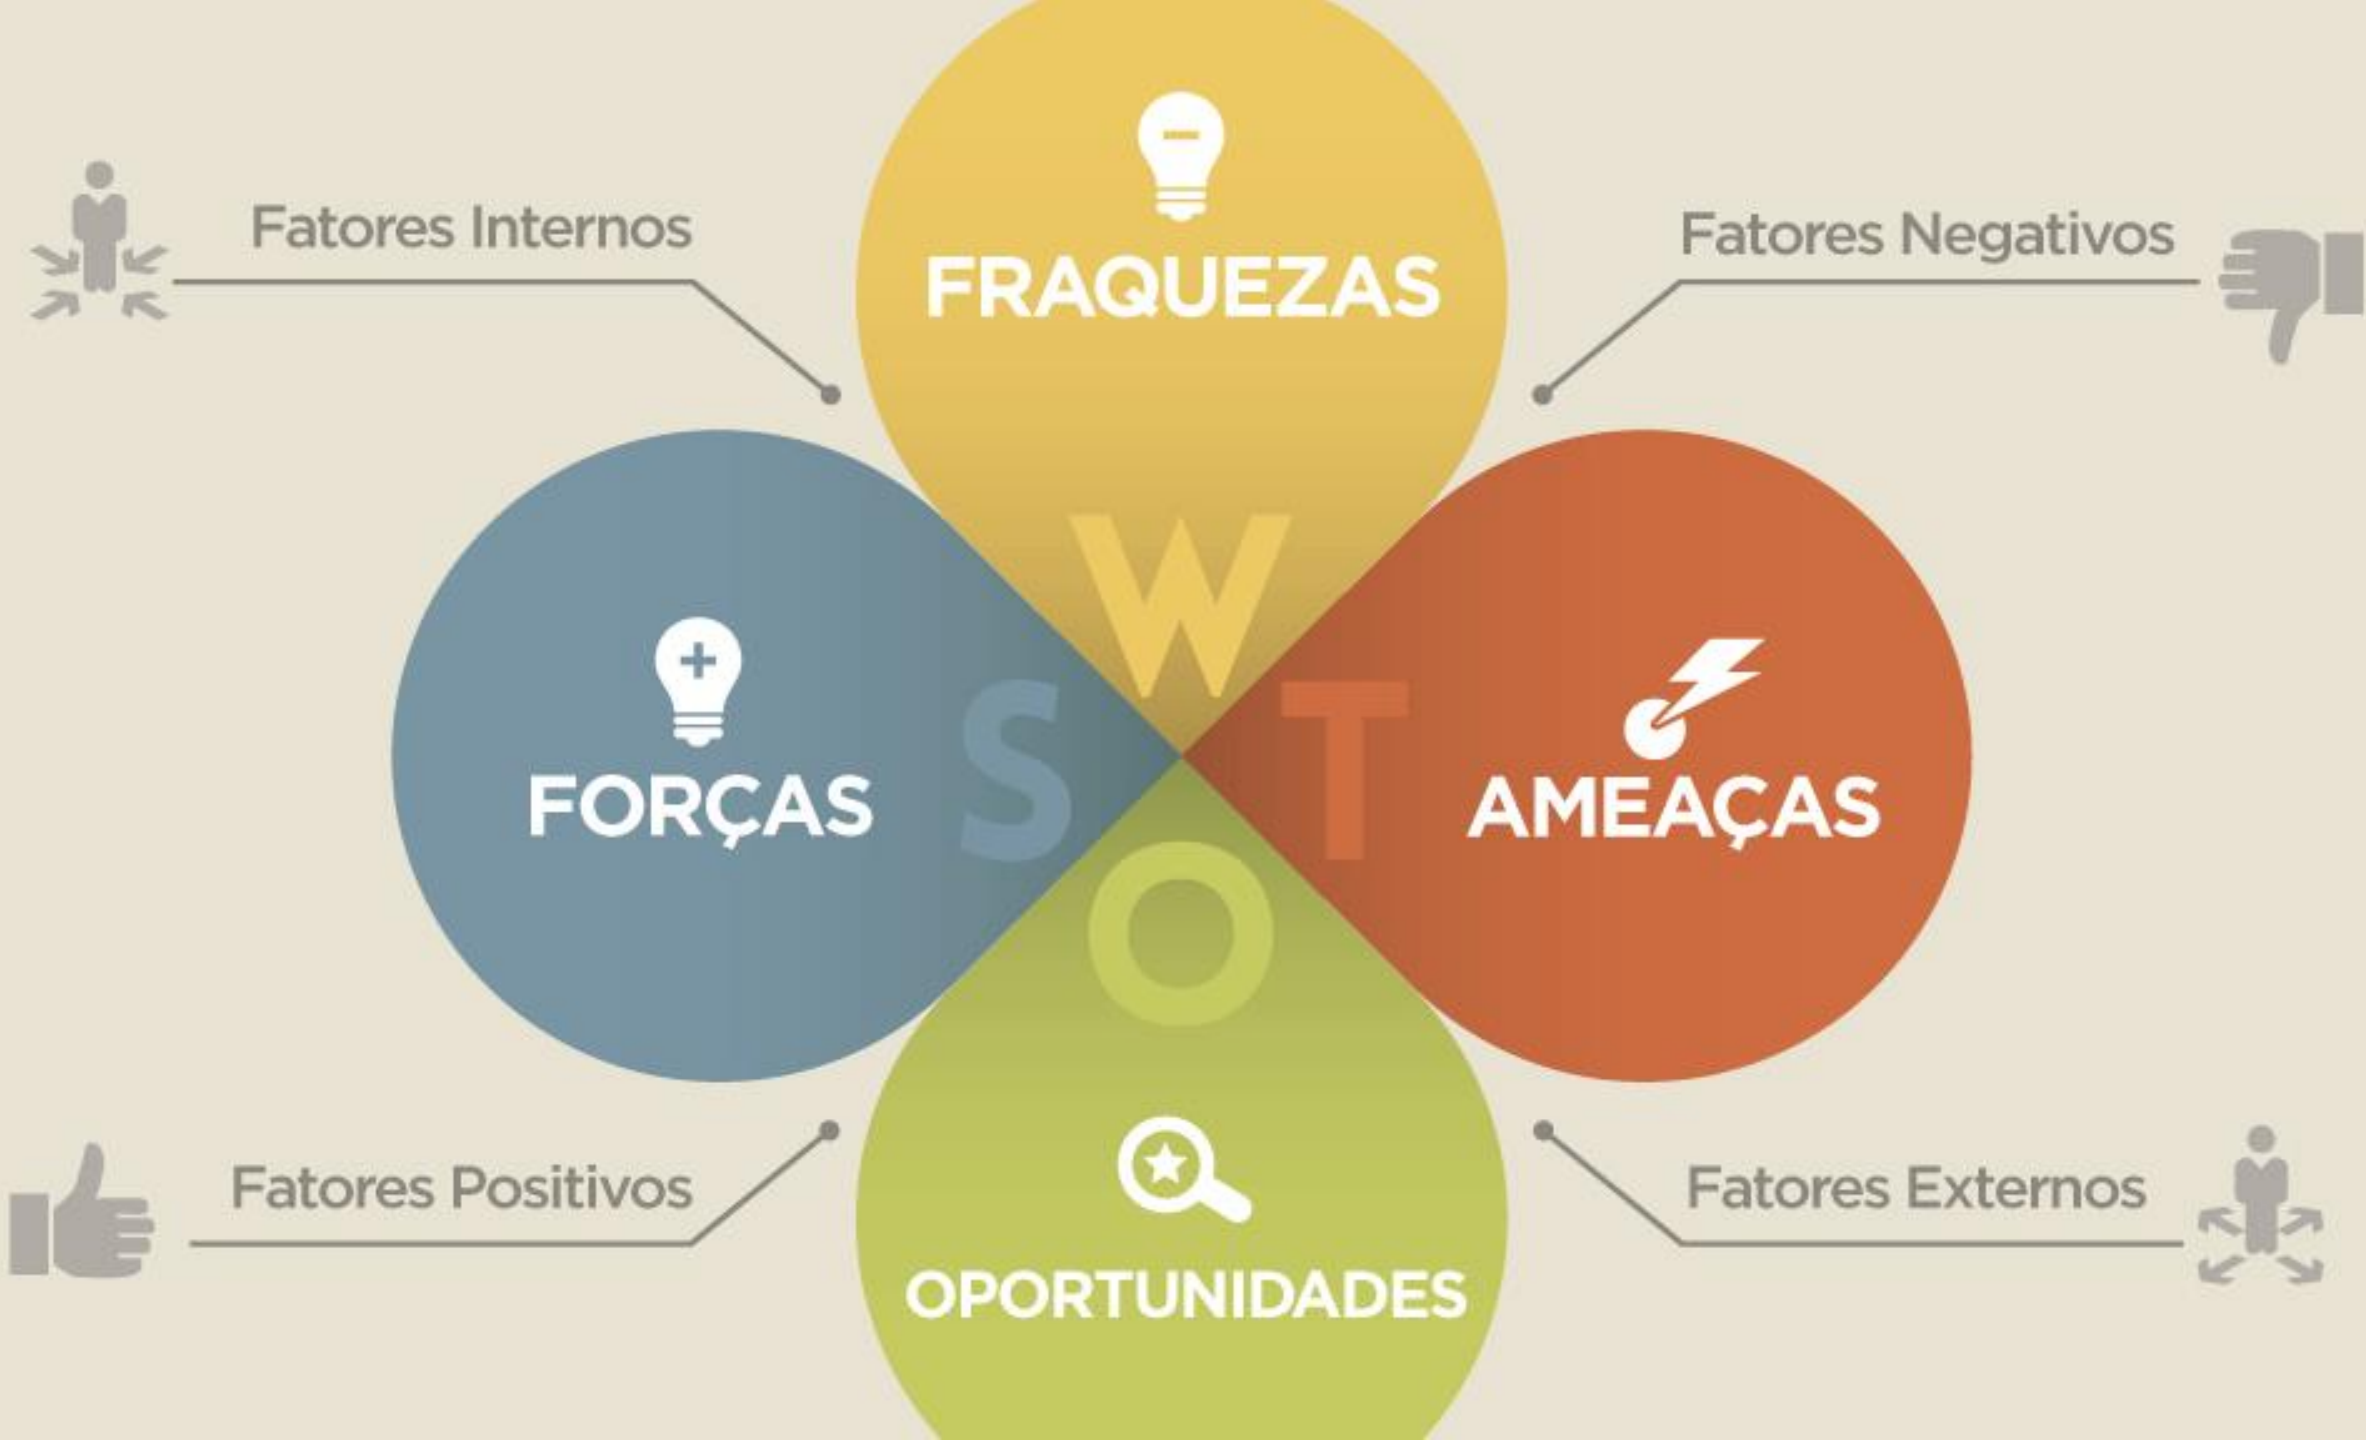 FRAQUEZAS
Fatores Internos
Fatores Negativos
W
S
T
FORÇAS
AMEAÇAS
O
Fatores Positivos
Fatores Externos
OPORTUNIDADES